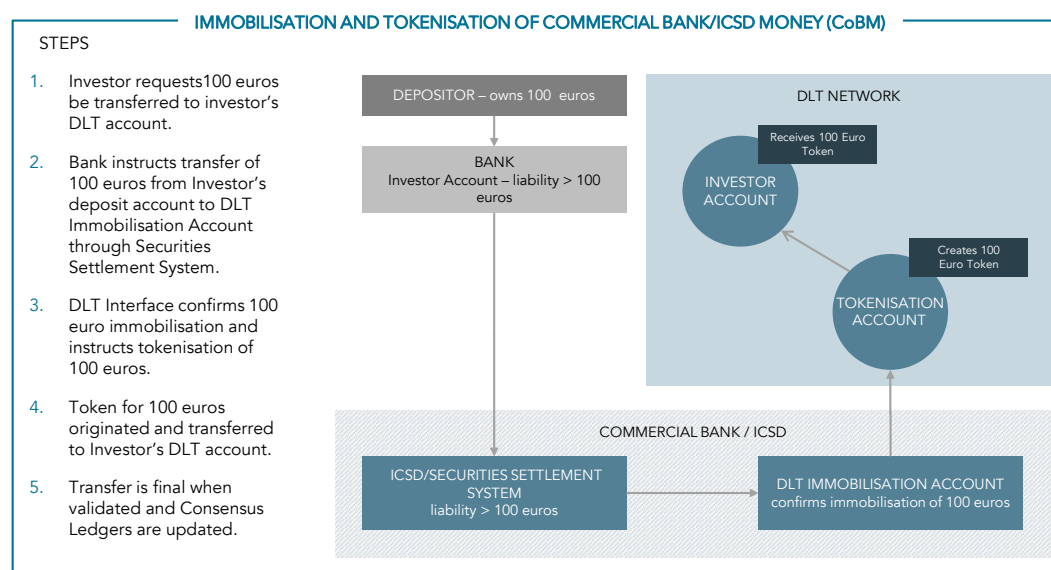 IMMOBILISATION AND TOKENISATION OF COMMERCIAL BANK/ICSD MONEY (CoBM)
STEPS
1. Investor requests100 euros
be transferred to investor's
DLT account.
2. Bank instructs transfer of
100 euros from Investor's
deposit account to DLT
Immobilisation Account
through Securities
Settlement System.
3. DLT Interface confirms 100
euro immobilisation and
instructs tokenisation of
100 euros.
4. Token for 100 euros
originated and transferred
to Investor's DLT account.
5. Transfer is final when
validated and Consensus
Ledgers are updated.
DEPOSITOR – owns 100 euros
BANK
Investor Account – liability > 100
euros
DLT NETWORK
Receives 100 Euro
Token
INVESTOR
ACCOUNT
Creates 100
Euro Token
TOKENISATION
ACCOUNT
COMMERCIAL BANK / ICSD
ICSD/SECURITIES SETTLEMENT
SYSTEM
liability > 100 euros
DLT IMMOBILISATION ACCOUNT
confirms immobilisation of 100 euros